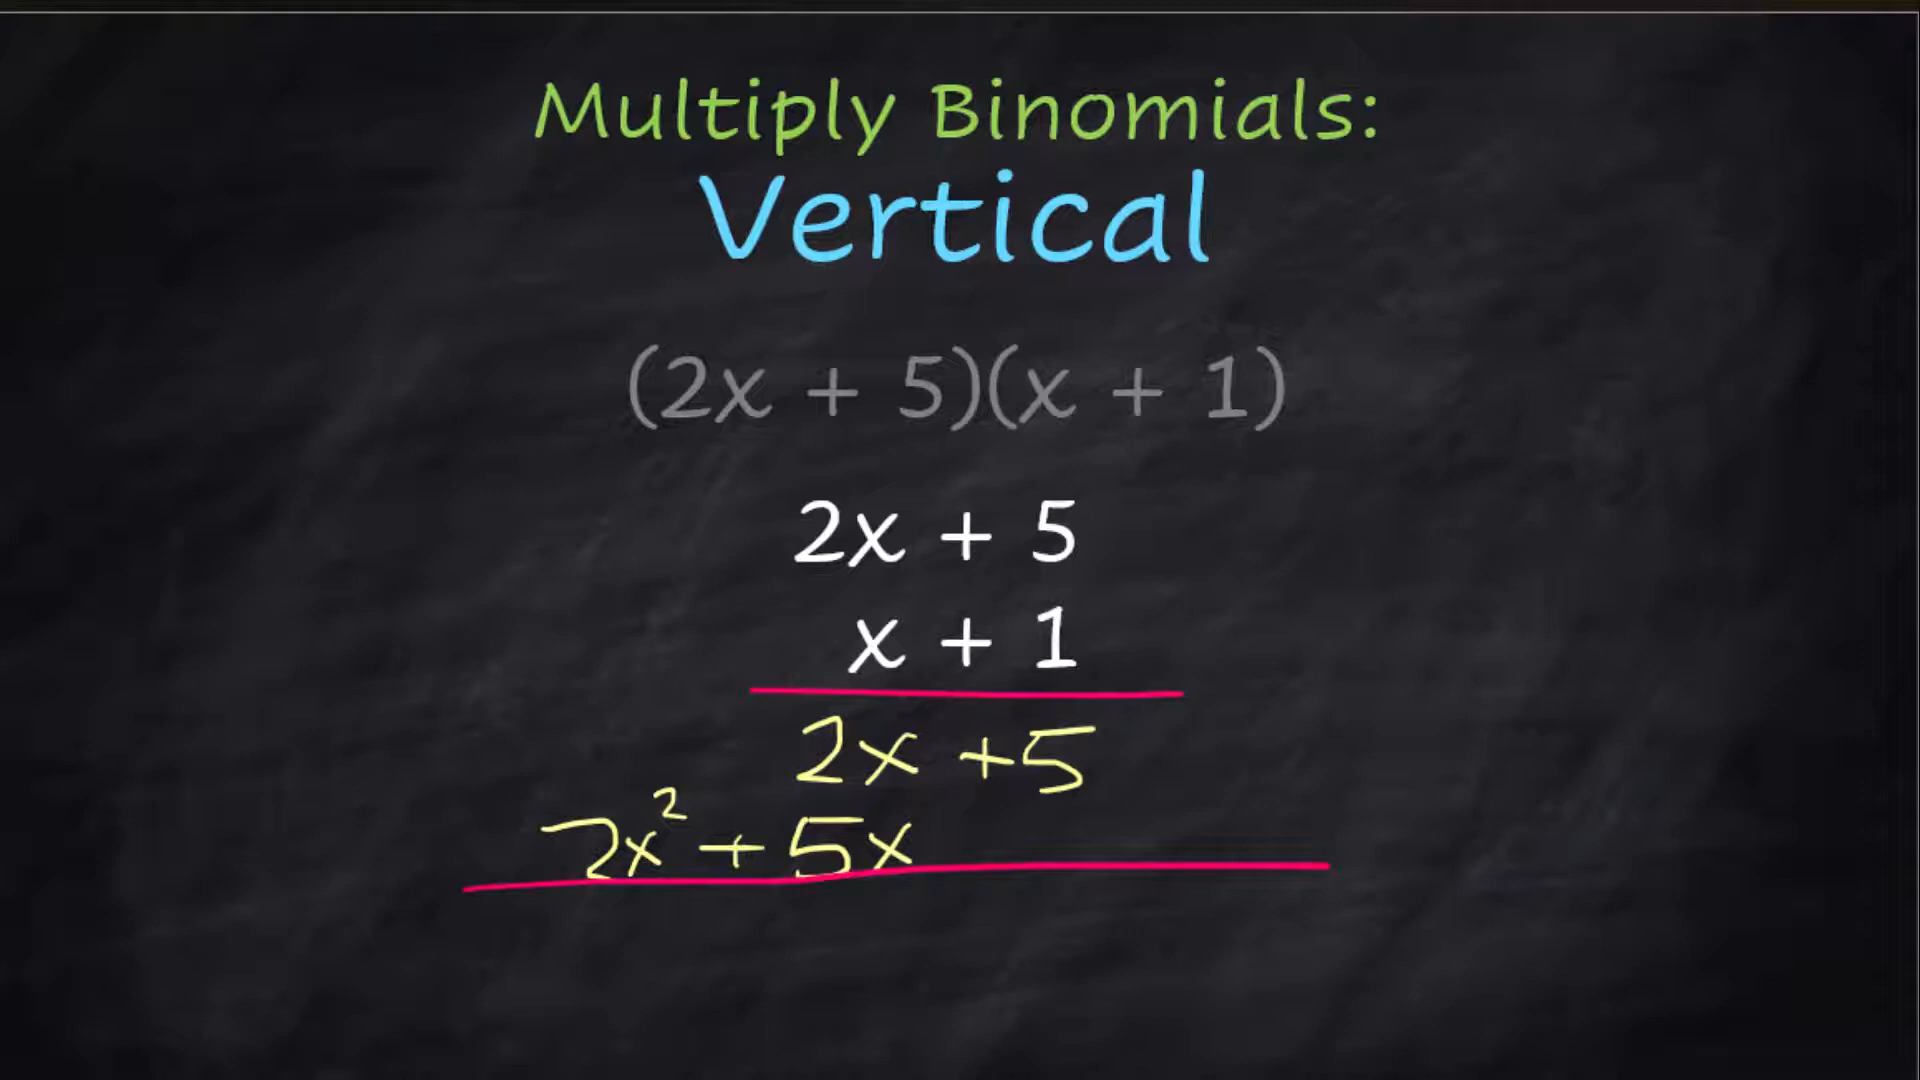 Multiply Binomials:
Vertical
(2x + 5)(x + 1)
2x + 5
x + 1
2x +5
2x² + 5x